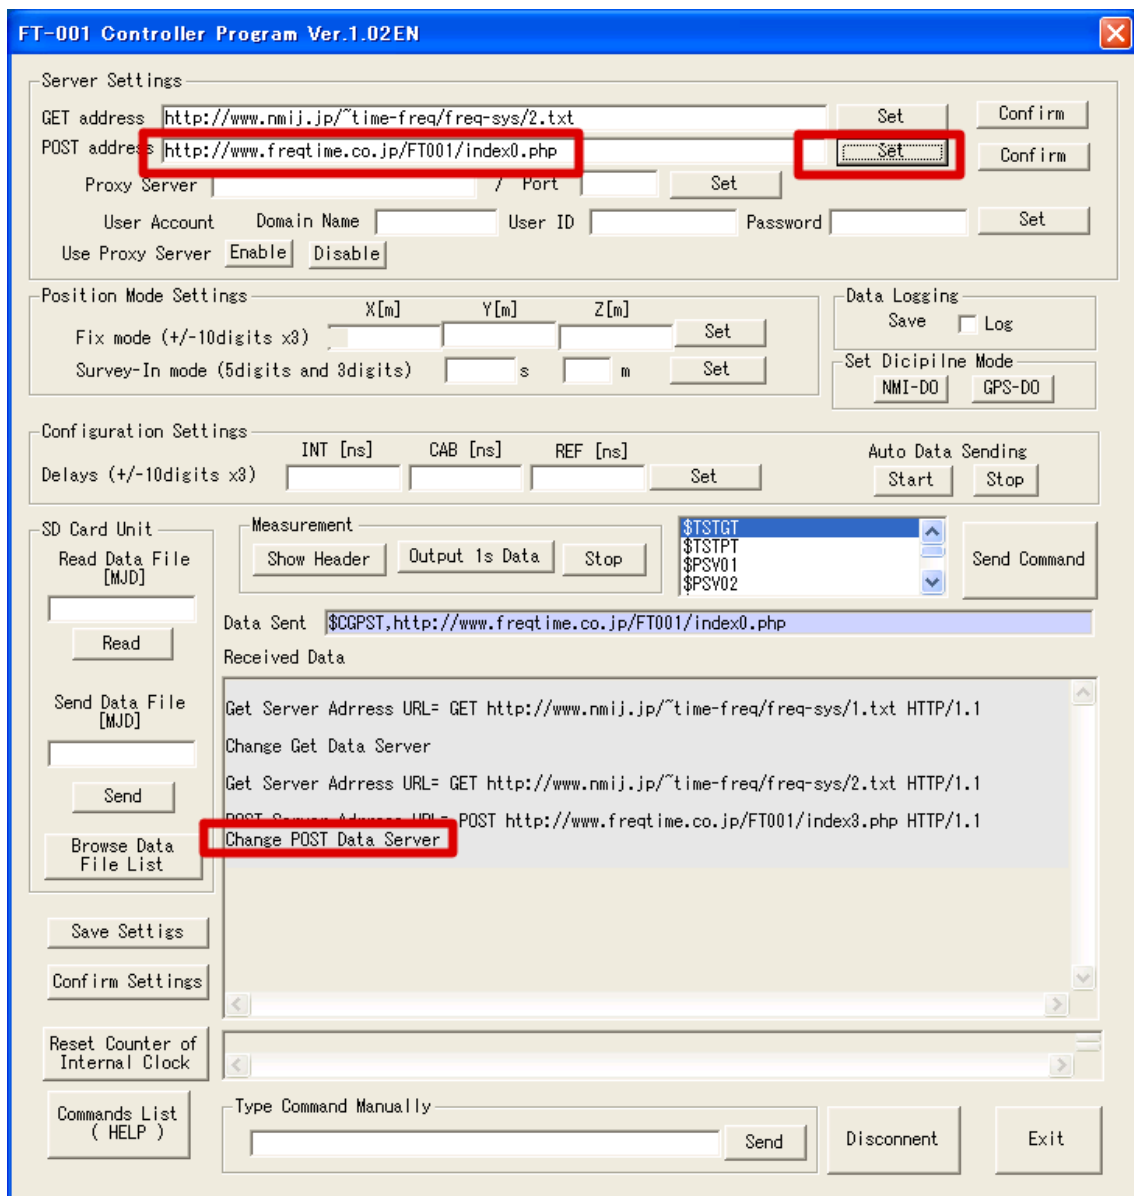 FT-001 Controller Program Ver.1.02EN
Server Settings
GET address http://www.nmij.jp/~time-freq/freq-sys/2.txt Set Confirm
POST address http://www.freqtime.co.jp/FT001/index0.php Set Confirm
Proxy Server / Port Set
User Account Domain Name User ID Password Set
Use Proxy Server Enable Disable
Position Mode Settings
X[m] Y[m] Z[m]
Fix mode (+/-10digits x3) Set
Survey-In mode (5digits and 3digits) s m Set
Data Logging
Save Log
Set Dicipilne Mode
NMI-DO GPS-DO
Configuration Settings
INT [ns] CAB [ns] REF [ns]
Delays (+/-10digits x3) Set
Auto Data Sending
Start Stop
SD Card Unit
Read Data File
[MJD]
Read
Send Data File
[MJD]
Send
Browse Data
File List
Measurement
Show Header Output 1s Data Stop
$TSTGT
$TSTPT
$PSV01
$PSV02
Send Command
Data Sent $CGPST,http://www.freqtime.co.jp/FT001/index0.php
Received Data
Get Server Adrress URL= GET http://www.nmij.jp/~time-freq/freq-sys/1.txt HTTP/1.1
Change Get Data Server
Get Server Adrress URL= GET http://www.nmij.jp/~time-freq/freq-sys/2.txt HTTP/1.1
POST Server Adrress URL= POST http://www.freqtime.co.jp/FT001/index3.php HTTP/1.1
Change POST Data Server
Save Settigs
Confirm Settings
Reset Counter of
Internal Clock
Commands List
( HELP )
Type Command Manually
Send
Disconnent
Exit